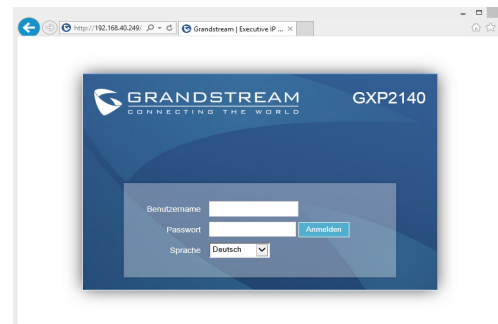 http://192.168.40.249/
Grandstream | Executive IP ...
GRANDSTREAM
CONNECTING THE WORLD
GXP2140
Benutzername
Passwort
Anmelden
Sprache
Deutsch